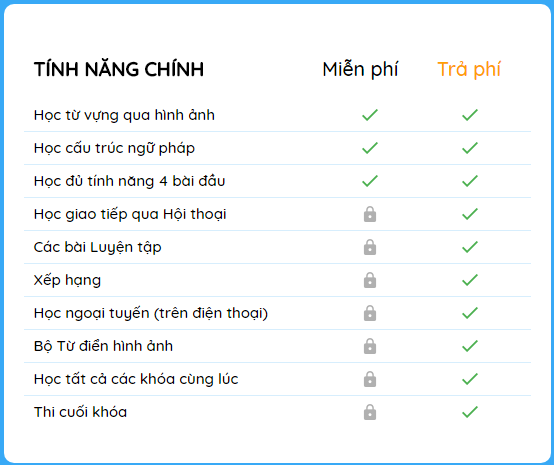 TÍNH NĂNG CHÍNH Miễn phí Trả phí
Học từ vựng qua hình ảnh
Học cấu trúc ngữ pháp
Học đủ tính năng 4 bài đầu
Học giao tiếp qua Hội thoại
Các bài Luyện tập
Xếp hạng
Học ngoại tuyến (trên điện thoại)
Bộ Từ điển hình ảnh
Học tất cả các khóa cùng lúc
Thi cuối khóa